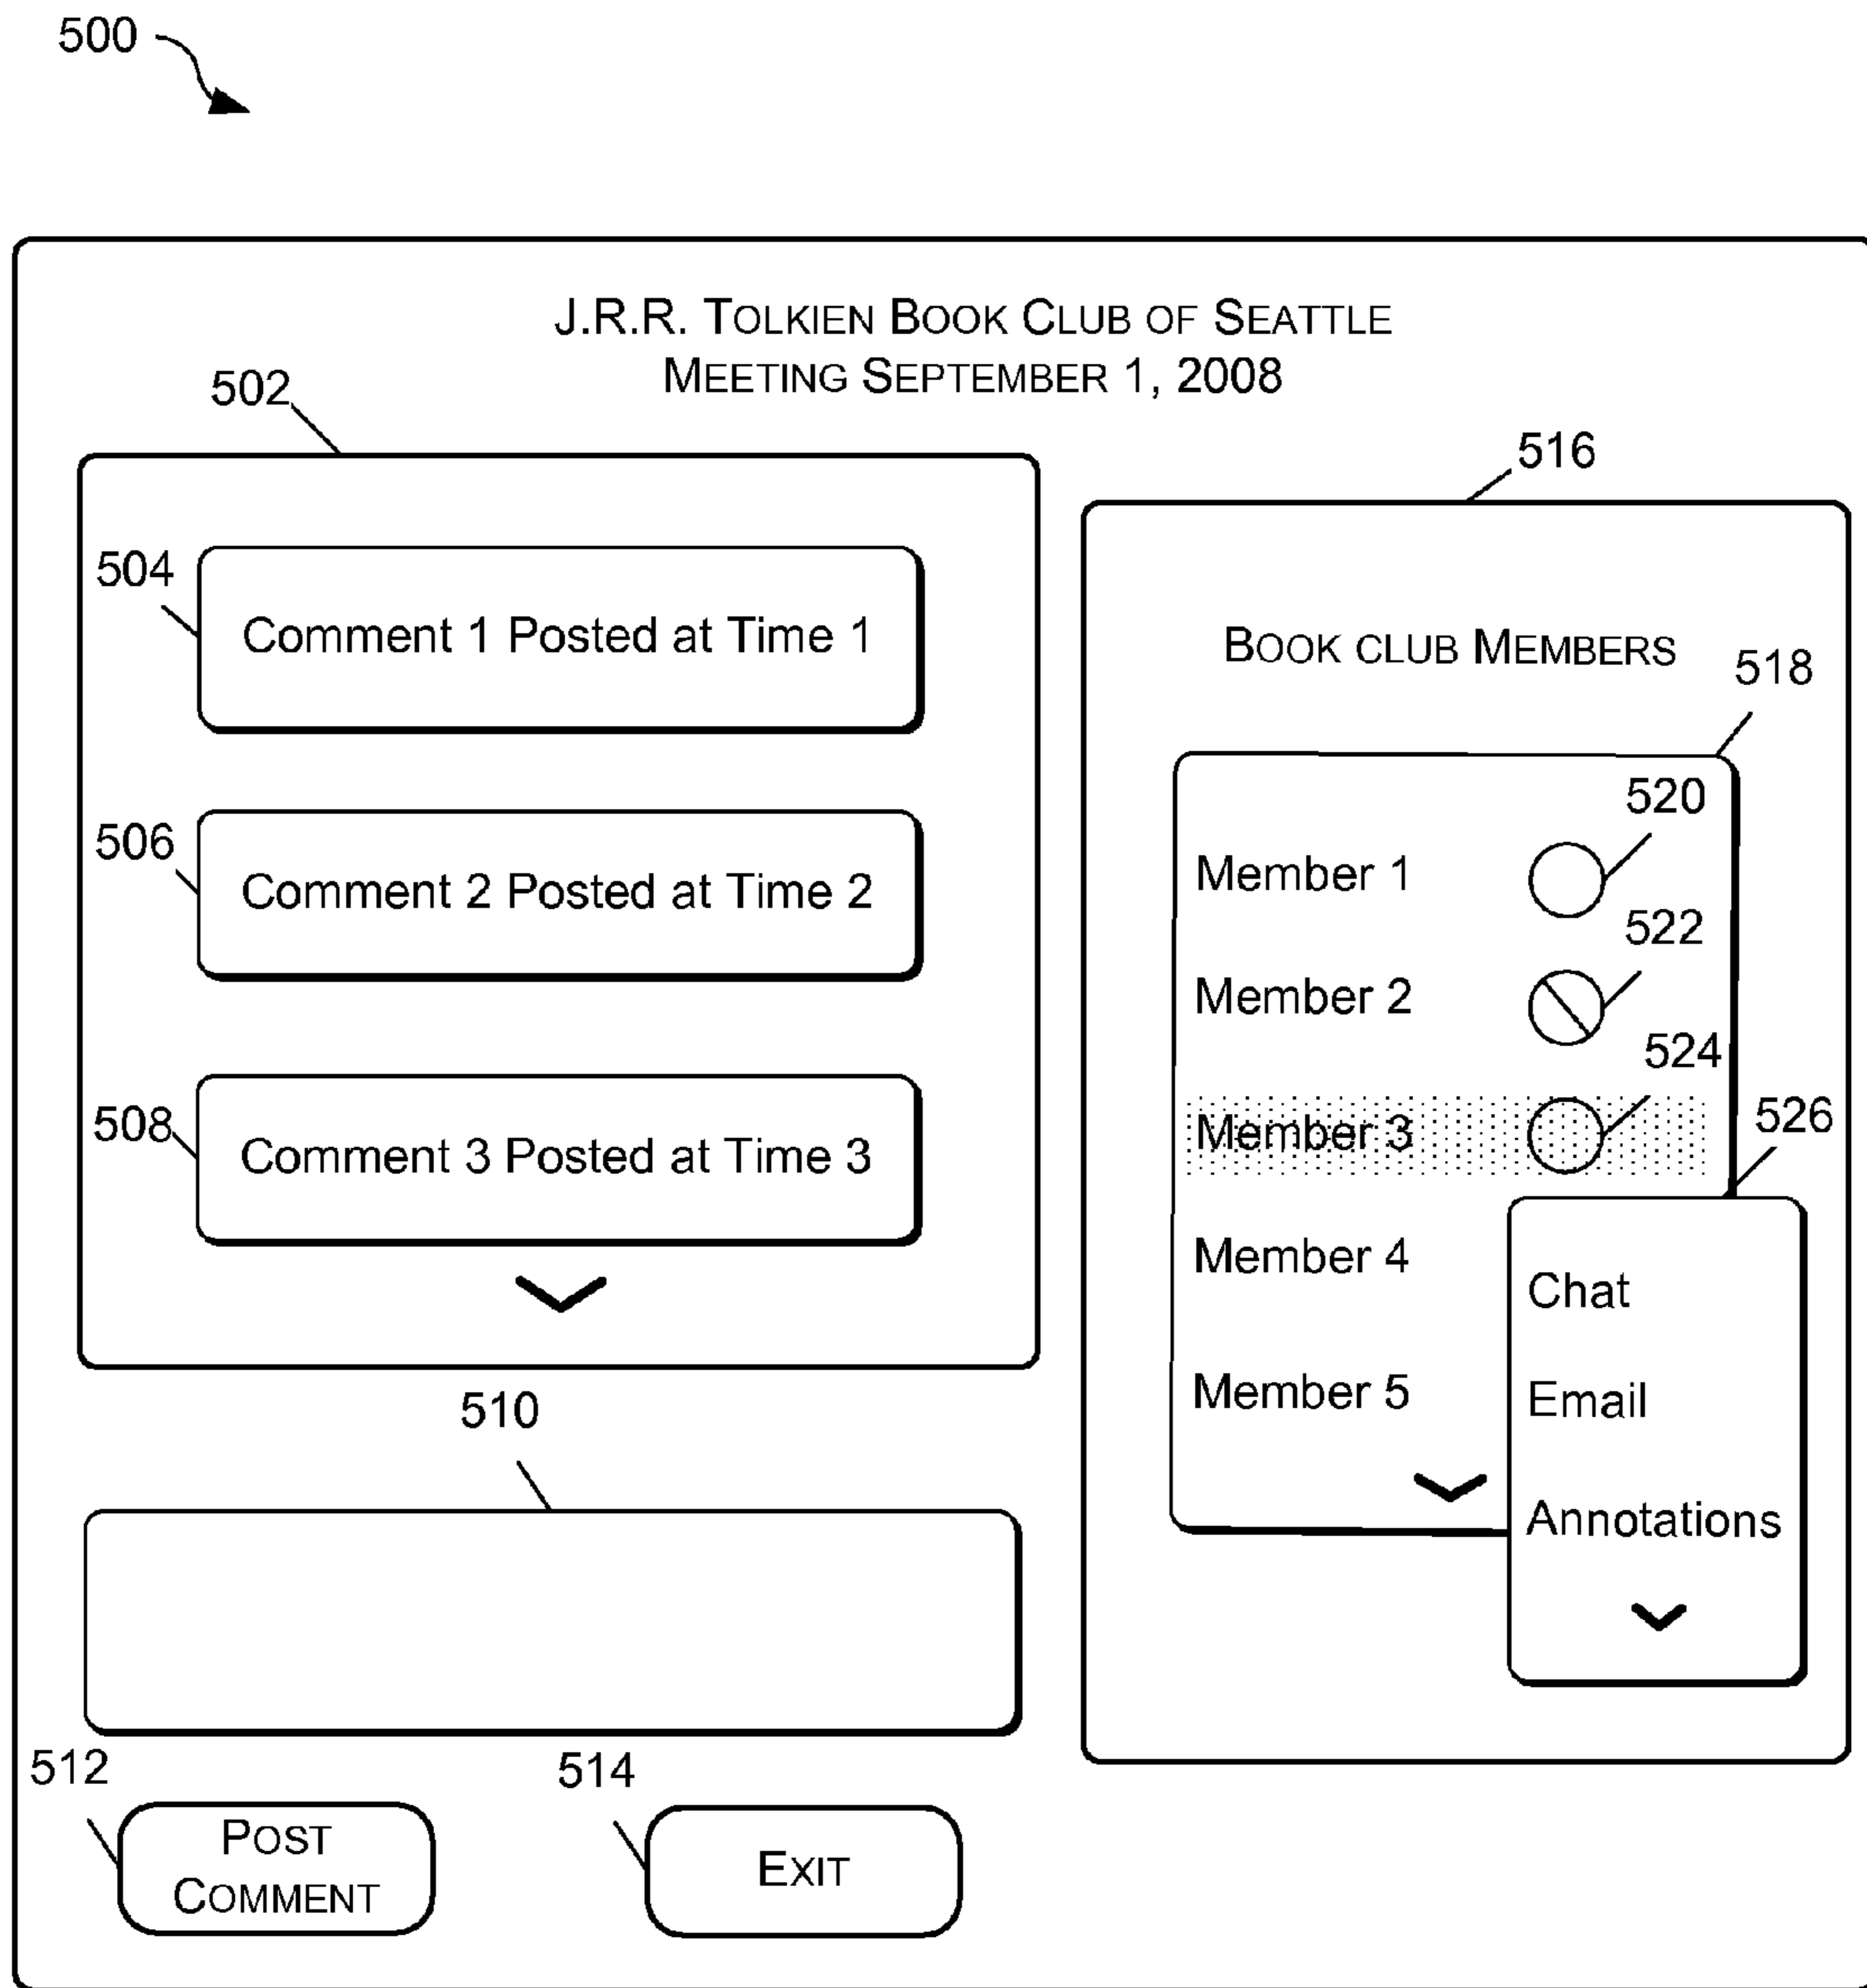 500
J.R.R. TOLKIEN BOOK CLUB OF SEATTLE
MEETING SEPTEMBER 1, 2008
502
504
Comment 1 Posted at Time 1
506
Comment 2 Posted at Time 2
508
Comment 3 Posted at Time 3
510
512
POST
COMMENT
514
EXIT
516
BOOK CLUB MEMBERS
518
520
Member 1
522
Member 2
524
Member 3
526
Member 4
Member 5
Chat
Email
Annotations